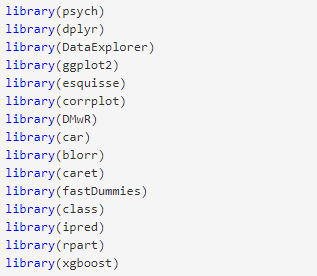 library(psych)
library(dplyr)
library(DataExplorer)
library(ggplot2)
library(esquisse)
library(corrplot)
library(DMwR)
library(car)
library(blorr)
library(caret)
library(fastDummies)
library(class)
library(ipred)
library(rpart)
library(xgboost)